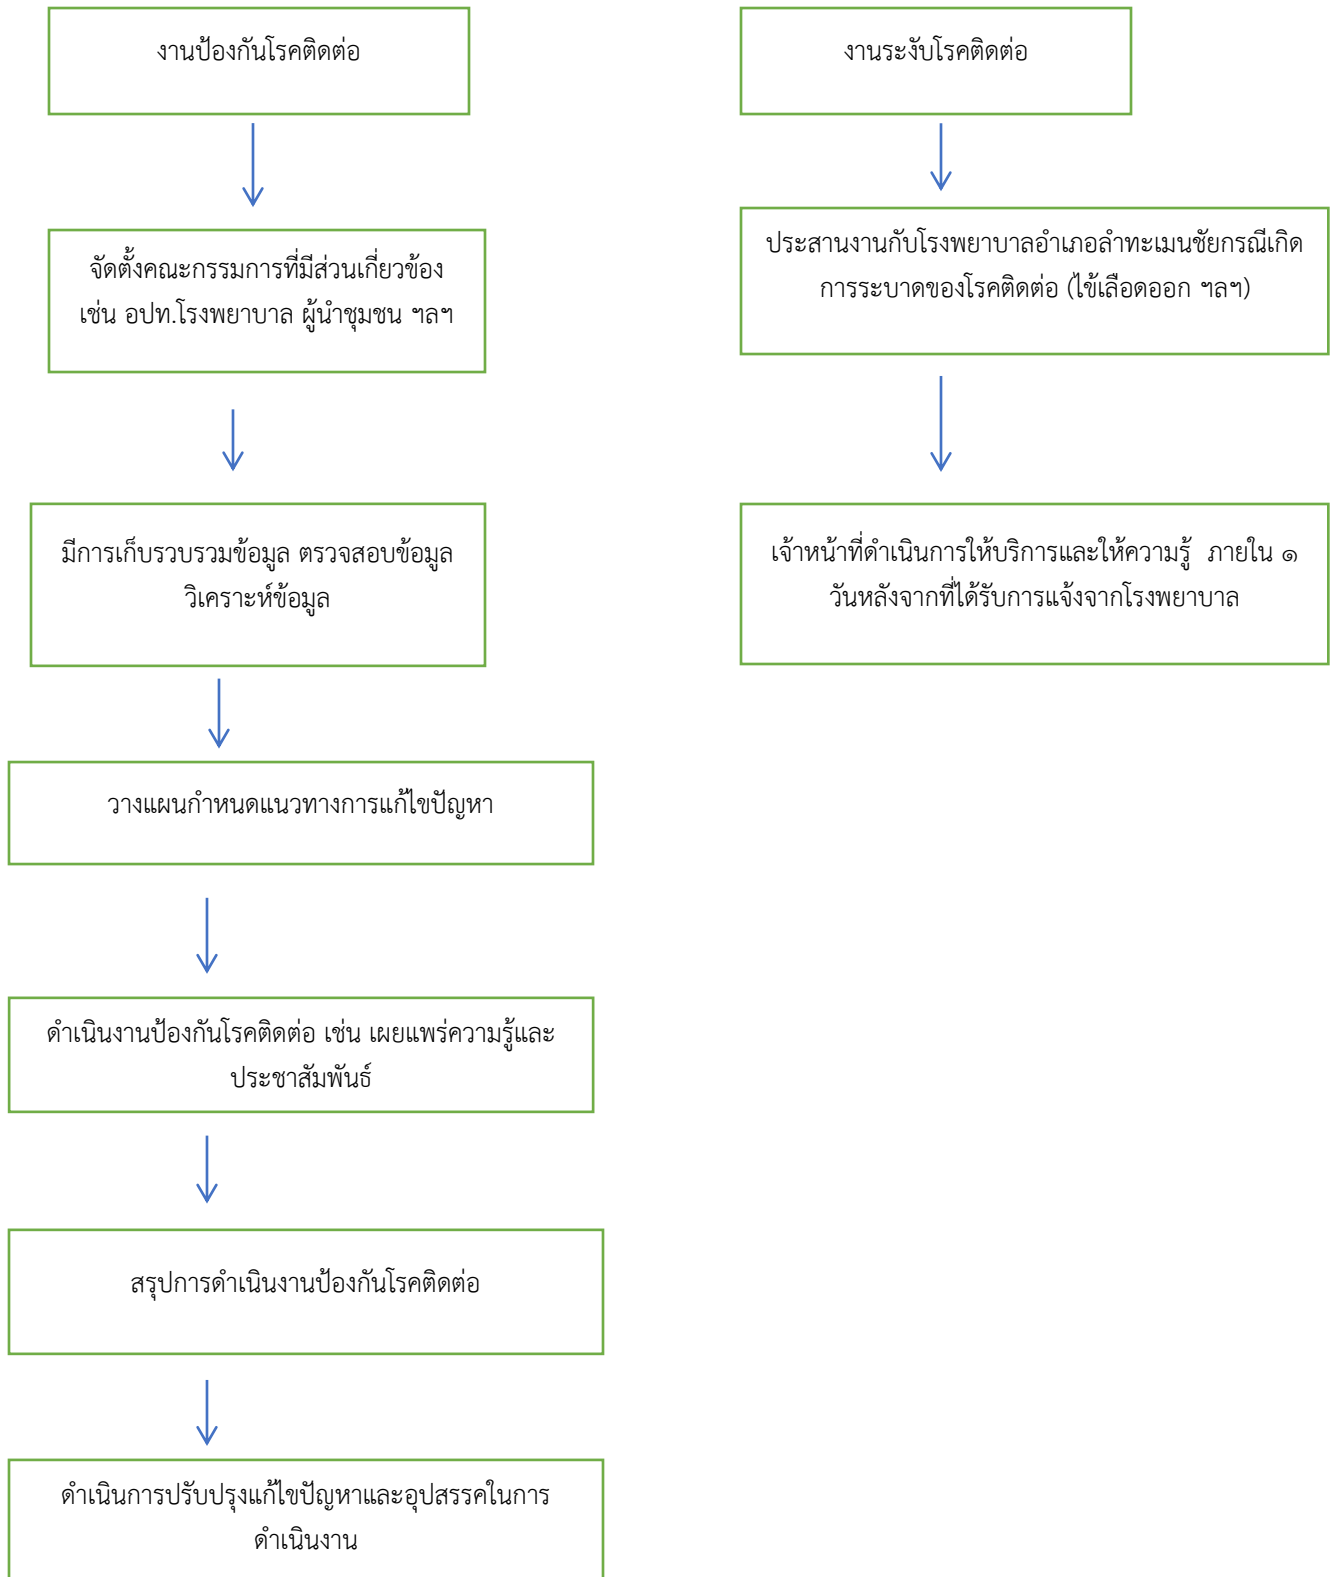 งานป้องกันโรคติดต่อ
จัดตั้งคณะกรรมการที่มีส่วนเกี่ยวข้อง
เช่น อปท.โรงพยาบาล ผู้นำชุมชน ฯลฯ
มีการเก็บรวบรวมข้อมูล ตรวจสอบข้อมูล
วิเคราะห์ข้อมูล
วางแผนกำหนดแนวทางการแก้ไขปัญหา
ดำเนินงานป้องกันโรคติดต่อ เช่น เผยแพร่ความรู้และ
ประชาสัมพันธ์
สรุปการดำเนินงานป้องกันโรคติดต่อ
ดำเนินการปรับปรุงแก้ไขปัญหาและอุปสรรคในการ
ดำเนินงาน
งานระงับโรคติดต่อ
ประสานงานกับโรงพยาบาลอำเภอลำทะเมนชัยกรณีเกิด
การระบาดของโรคติดต่อ (ไข้เลือดออก ฯลฯ)
เจ้าหน้าที่ดำเนินการให้บริการและให้ความรู้ ภายใน ๑
วันหลังจากที่ได้รับการแจ้งจากโรงพยาบาล